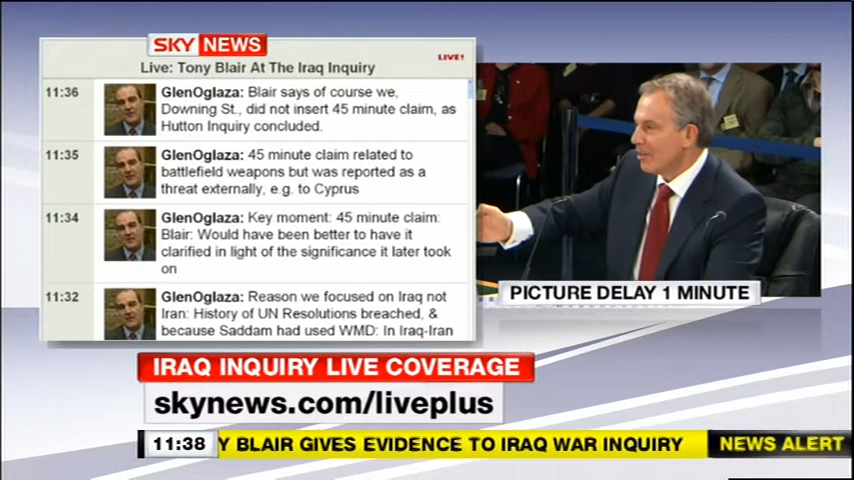 SKY NEWS
LIVE!
Live: Tony Blair At The Iraq Inquiry
11:36
GlenOglaza: Blair says of course we,
Downing St., did not insert 45 minute claim, as
Hutton Inquiry concluded.
11:35
GlenOglaza: 45 minute claim related to
battlefield weapons but was reported as a
threat externally, e.g. to Cyprus
11:34
GlenOglaza: Key moment: 45 minute claim:
Blair: Would have been better to have it
clarified in light of the significance it later took
on
11:32
GlenOglaza: Reason we focused on Iraq not
Iran: History of UN Resolutions breached, &
because Saddam had used WMD: In Iraq-Iran
PICTURE DELAY 1 MINUTE
IRAQ INQUIRY LIVE COVERAGE
skynews.com/liveplus
11:38 Y BLAIR GIVES EVIDENCE TO IRAQ WAR INQUIRY NEWS ALERT